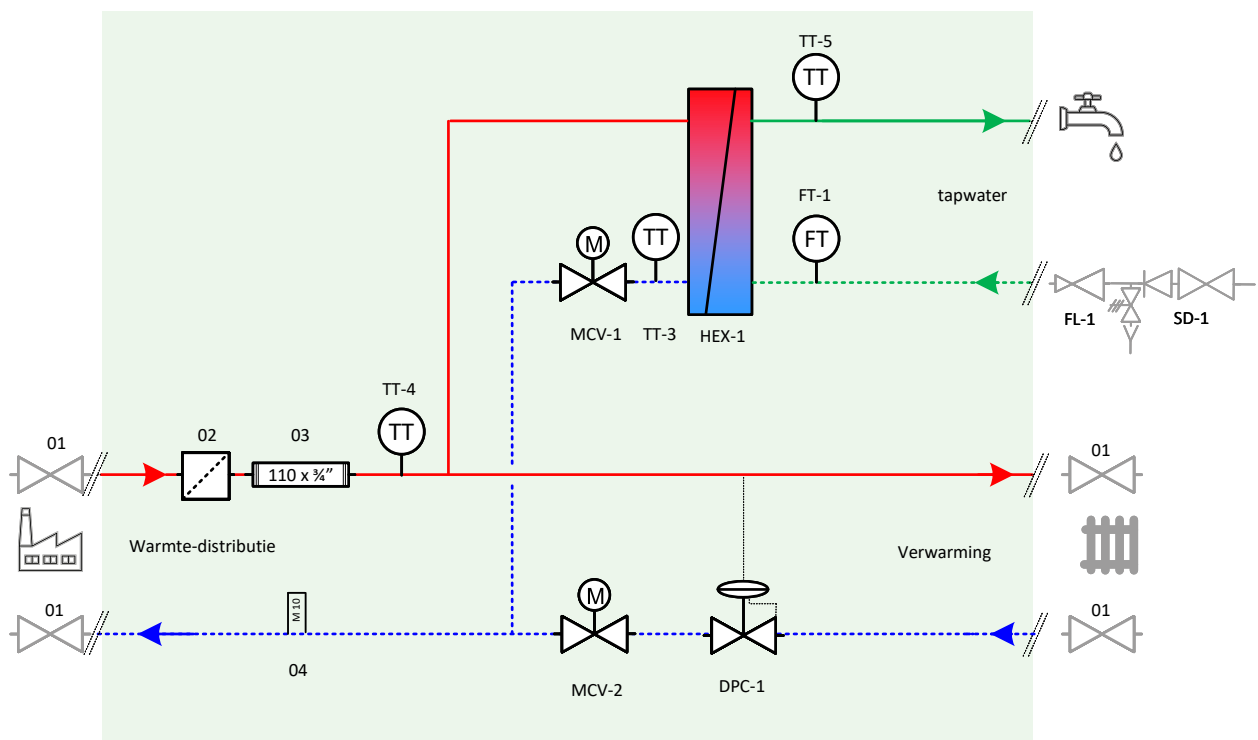 TT-5
TT
tapwater
FT-1
FT
TT
M
MCV-1
TT-3
HEX-1
FL-1
SD-1
TT-4
TT
01
02
03
110 x ¾”
01
Warmte-distributie
Verwarming
01
M 10
04
M
MCV-2
DPC-1
01